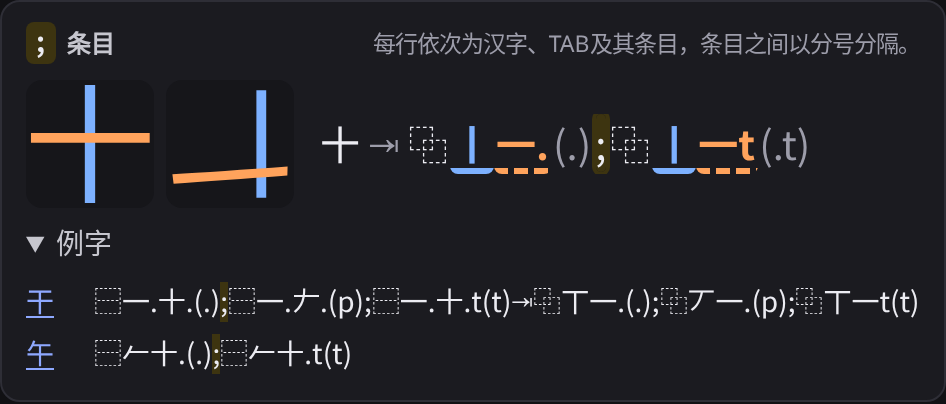 ; 条目
每行依次为汉字、TAB及其条目，条目之间以分号分隔。
十⇥⿻丨一.(.);⿻丨一t(.t)
▼ 例字
干 ⿱一.十.(.);⿱一.𠂇.(p);⿱一.十.t(t)⇥⿻丅一.(.);⿻丆一.(p);⿻丅一t(t)
午 ⿱𠂉十.(.);⿱𠂉十.t(t)